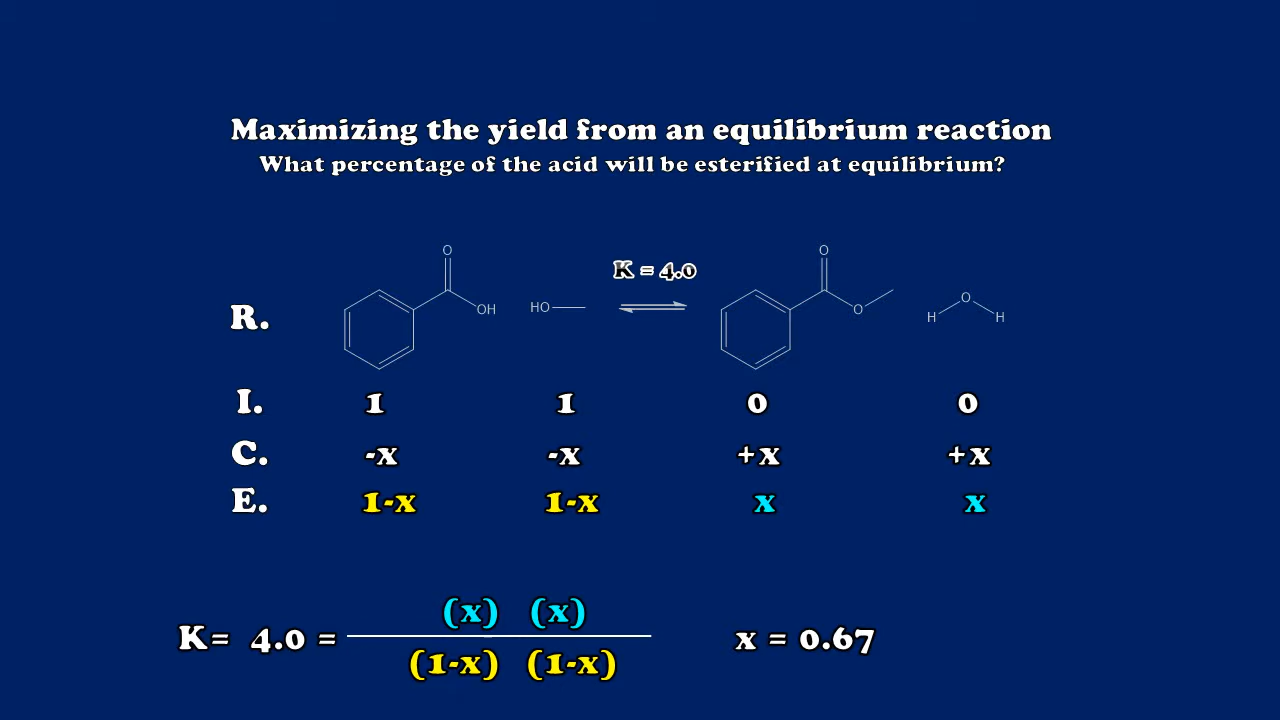 Maximizing the yield from an equilibrium reaction
What percentage of the acid will be esterified at equilibrium?
O O
K = 4.0
R. OH HO O H O H
I. 1 1 0 0
C. -x -x +x +x
E. 1-x 1-x x x
(x) (x)
K= 4.0 = x = 0.67
(1-x) (1-x)